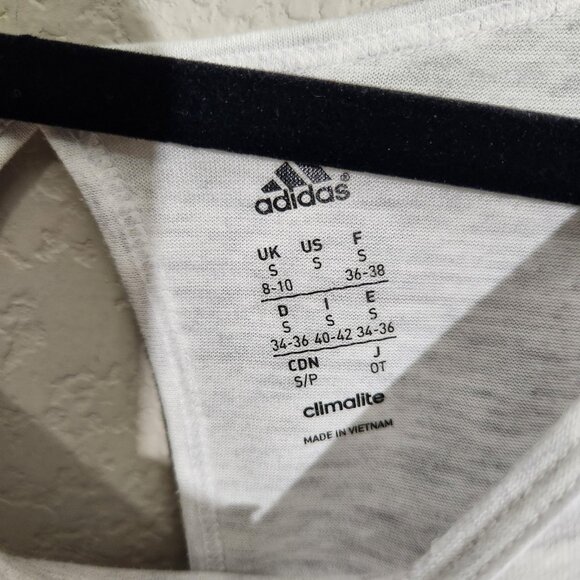 adidas®
UK US F
S S S
8-10 36-38
D I E
S S S
34-36 40-42 34-36
CDN J
S/P OT
climalite
MADE IN VIETNAM